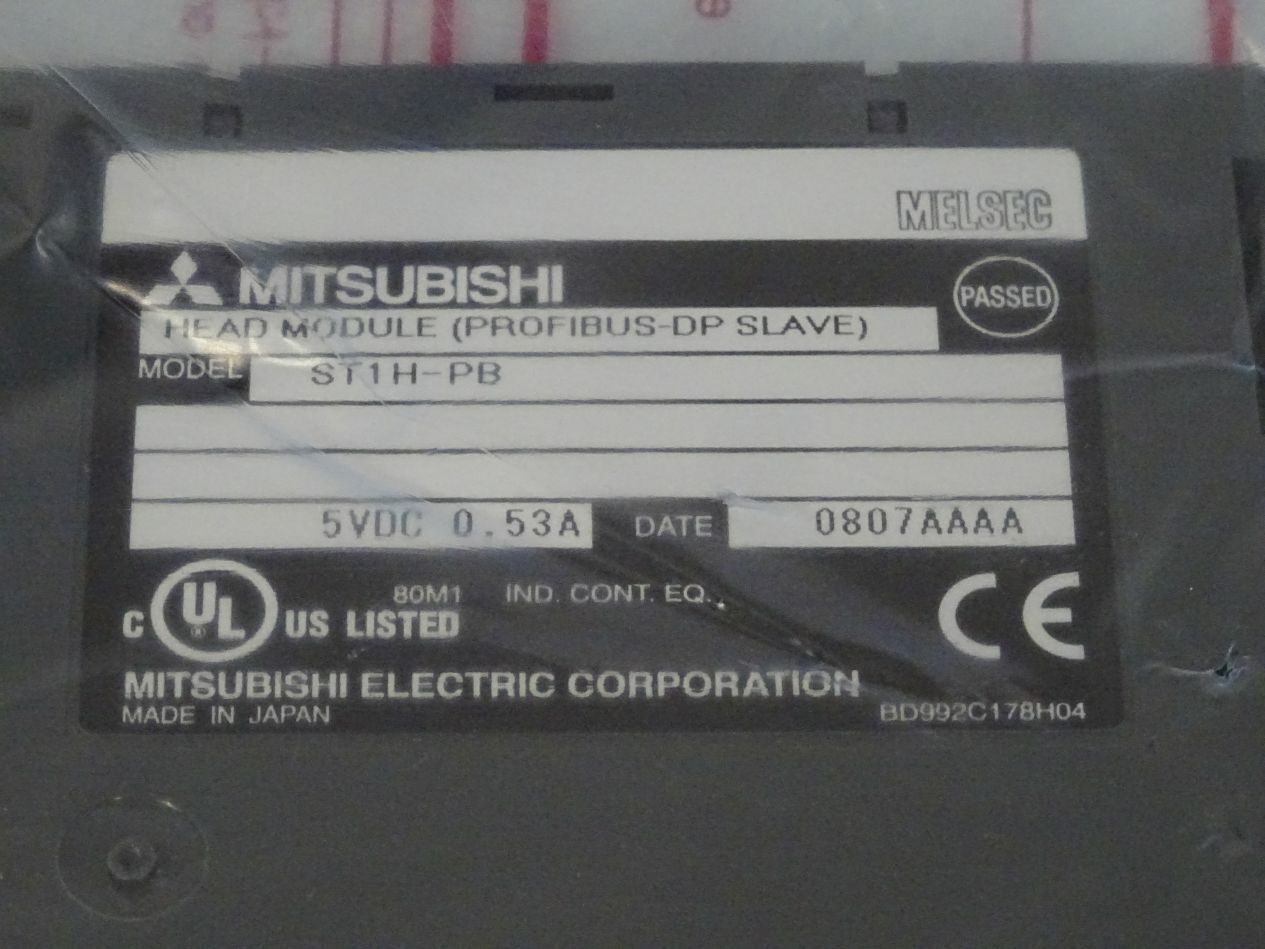 MELSEC
MITSUBISHI
PASSED
HEAD MODULE (PROFIBUS-DP SLAVE)
MODEL ST1H-PB
5VDC 0.53A DATE 0807AAAA
80M1 IND. CONT. EQ.
C UL ® US LISTED CE
MITSUBISHI ELECTRIC CORPORATION
MADE IN JAPAN BD992C178H04